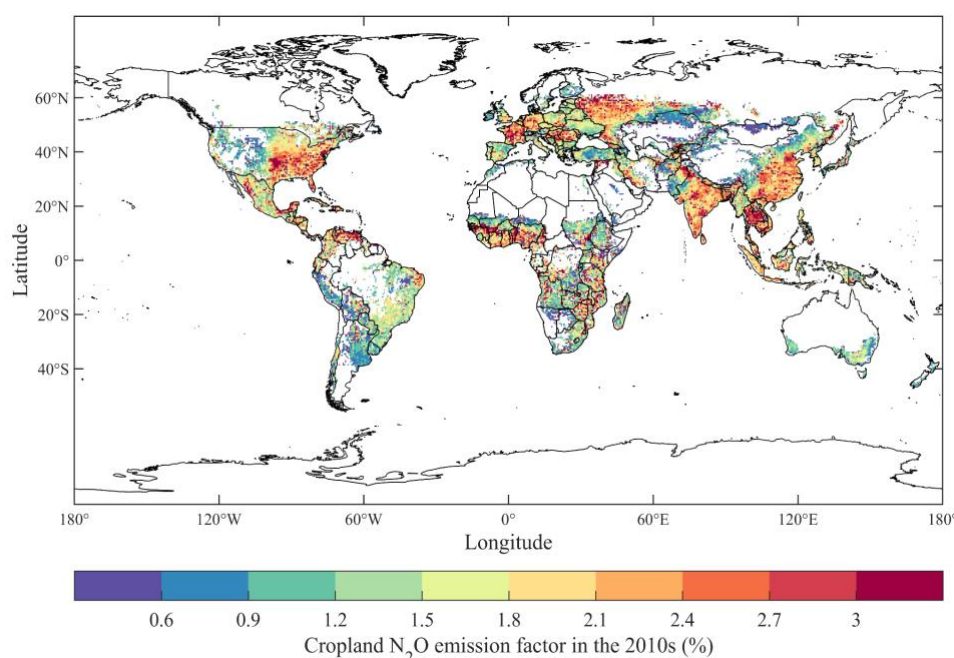 60°N
40°N
20°N
0°
20°S
40°S
Latitude
180° 120°W 60°W 0° 60°E 120°E 180°
Longitude
0.6 0.9 1.2 1.5 1.8 2.1 2.4 2.7 3
Cropland N₂O emission factor in the 2010s (%)